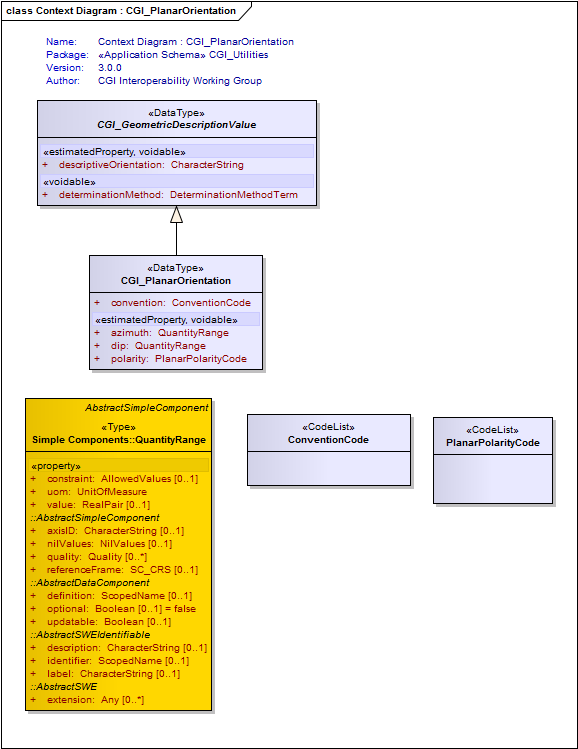 class Context Diagram : CGI_PlanarOrientation
Name: Context Diagram : CGI_PlanarOrientation
Package: «Application Schema» CGI_Utilities
Version: 3.0.0
Author: CGI Interoperability Working Group
«DataType»
CGI_GeometricDescriptionValue
«estimatedProperty, voidable»
+ descriptiveOrientation: CharacterString
«voidable»
+ determinationMethod: DeterminationMethodTerm
«DataType»
CGI_PlanarOrientation
+ convention: ConventionCode
«estimatedProperty, voidable»
+ azimuth: QuantityRange
+ dip: QuantityRange
+ polarity: PlanarPolarityCode
AbstractSimpleComponent
«Type»
Simple Components::QuantityRange
«property»
+ constraint: AllowedValues [0..1]
+ uom: UnitOfMeasure
+ value: RealPair [0..1]
::AbstractSimpleComponent
+ axisID: CharacterString [0..1]
+ nilValues: NilValues [0..1]
+ quality: Quality [0..*]
+ referenceFrame: SC_CRS [0..1]
::AbstractDataComponent
+ definition: ScopedName [0..1]
+ optional: Boolean [0..1] = false
+ updatable: Boolean [0..1]
::AbstractSWEIdentifiable
+ description: CharacterString [0..1]
+ identifier: ScopedName [0..1]
+ label: CharacterString [0..1]
::AbstractSWE
+ extension: Any [0..*]
«CodeList»
ConventionCode
«CodeList»
PlanarPolarityCode